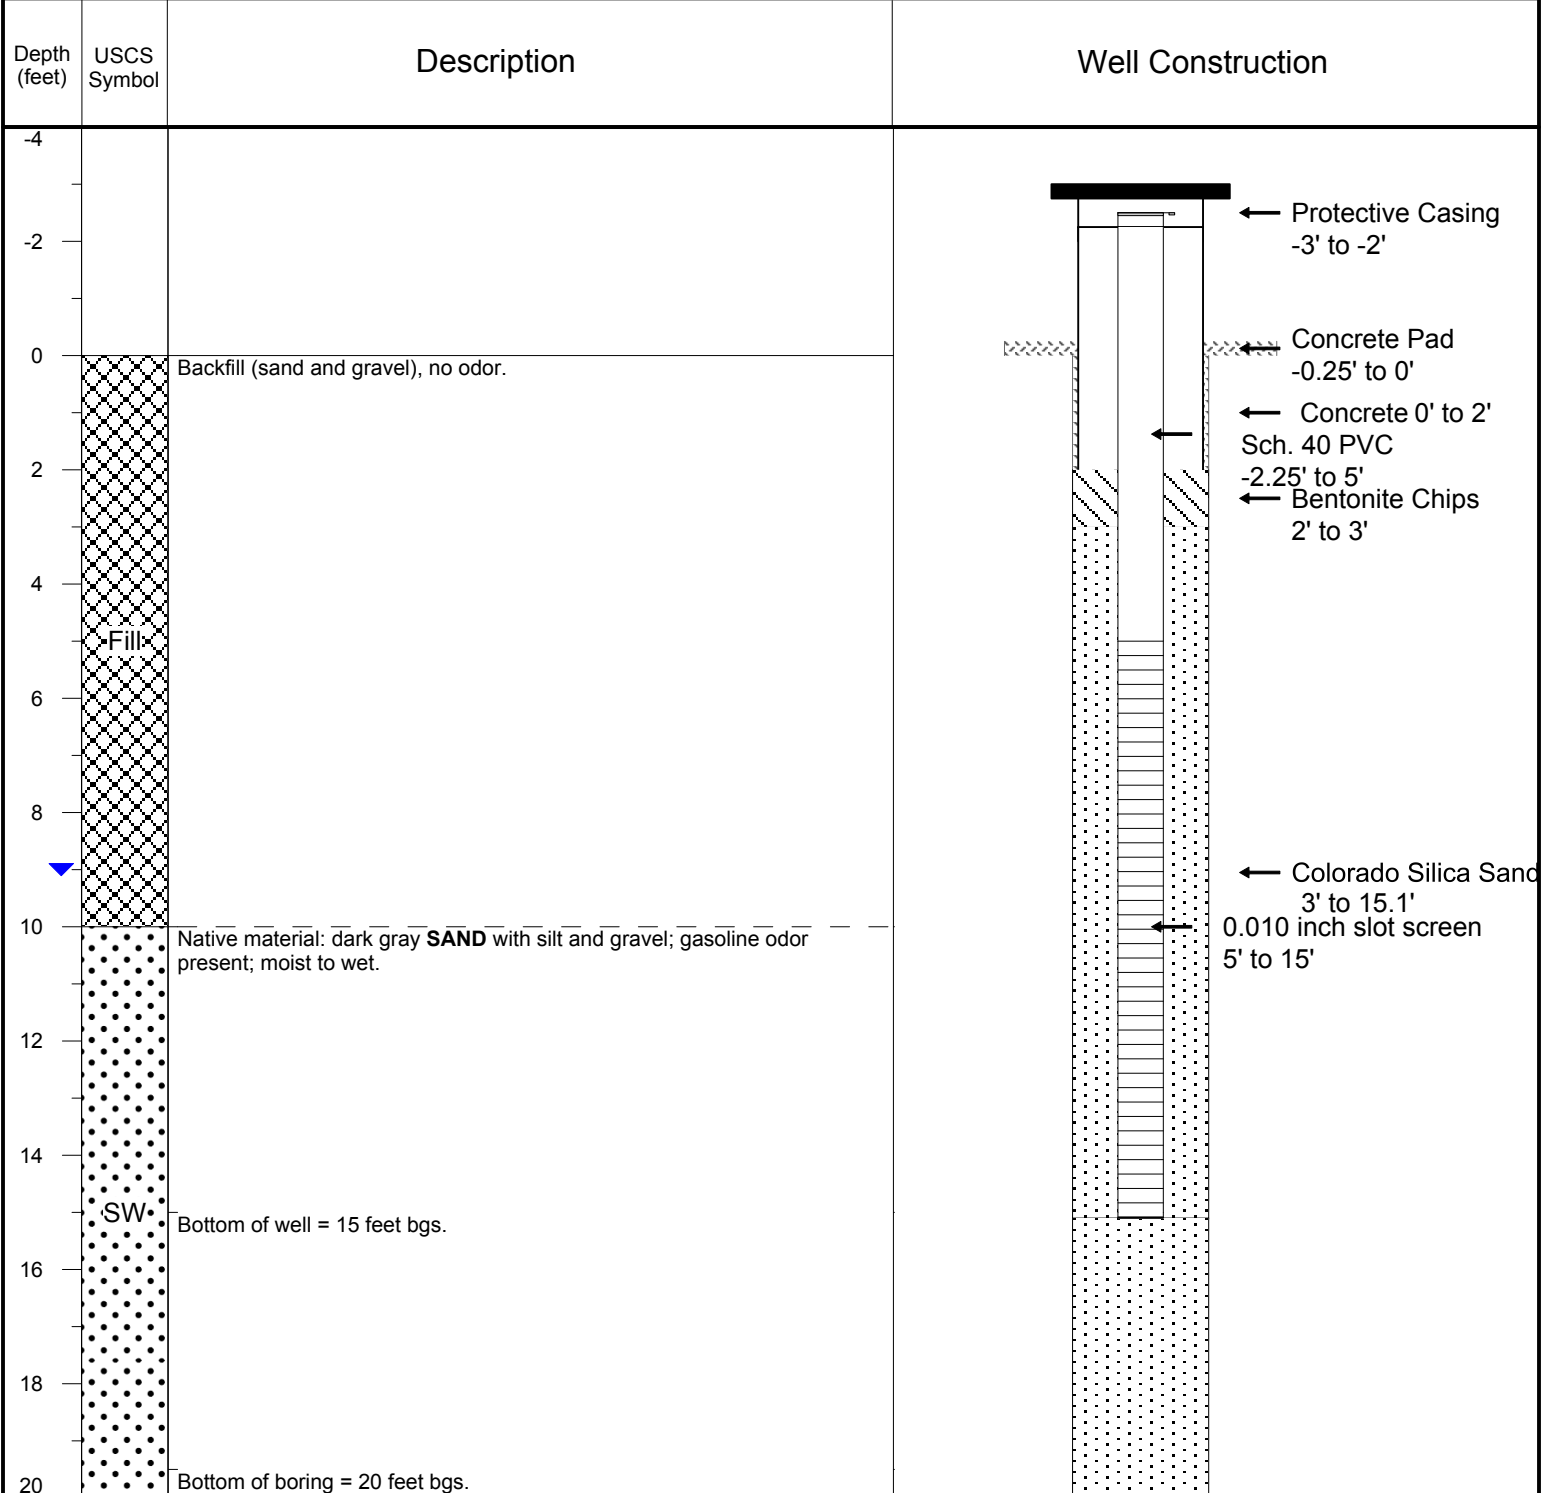 Depth
(feet)
USCS
Symbol
Description
Well Construction
-4
-2
0
2
4
6
8
10
12
14
16
18
20
Fill
SW
Backfill (sand and gravel), no odor.
Native material: dark gray SAND with silt and gravel; gasoline odor
present; moist to wet.
Bottom of well = 15 feet bgs.
Bottom of boring = 20 feet bgs.
Protective Casing
-3' to -2'
Concrete Pad
-0.25' to 0'
Concrete 0' to 2'
Sch. 40 PVC
-2.25' to 5'
Bentonite Chips
2' to 3'
Colorado Silica Sand
3' to 15.1'
0.010 inch slot screen
5' to 15'